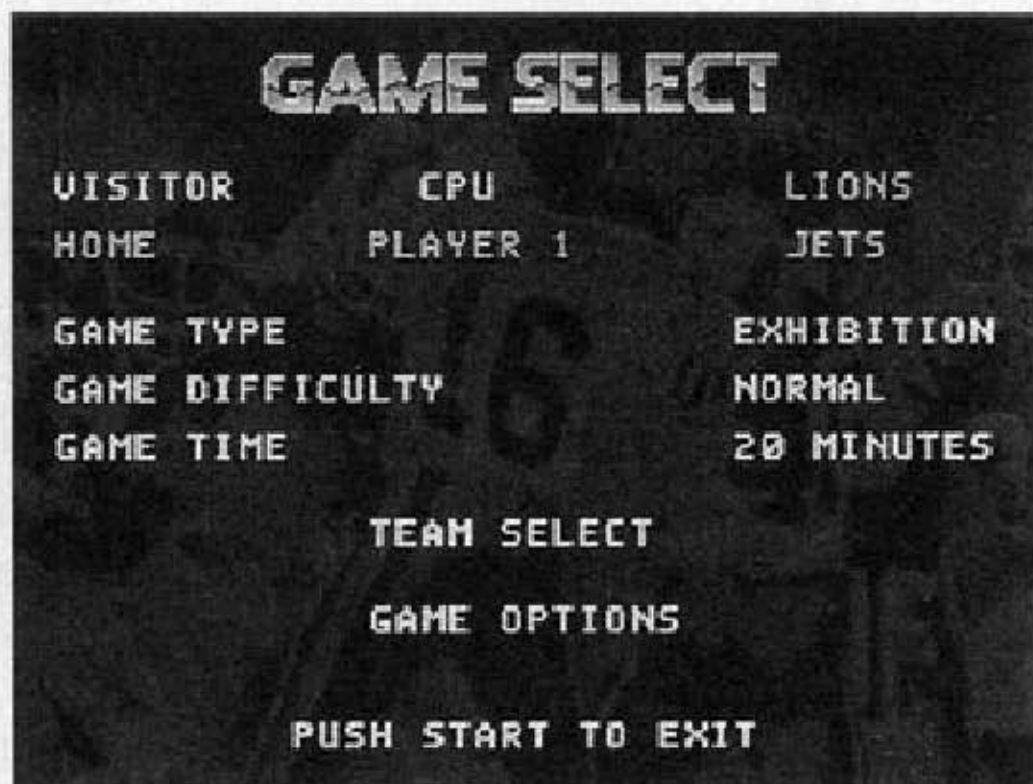 GAME SELECT
VISITOR CPU LIONS
HOME PLAYER 1 JETS
GAME TYPE EXHIBITION
GAME DIFFICULTY NORMAL
GAME TIME 20 MINUTES
TEAM SELECT
GAME OPTIONS
PUSH START TO EXIT